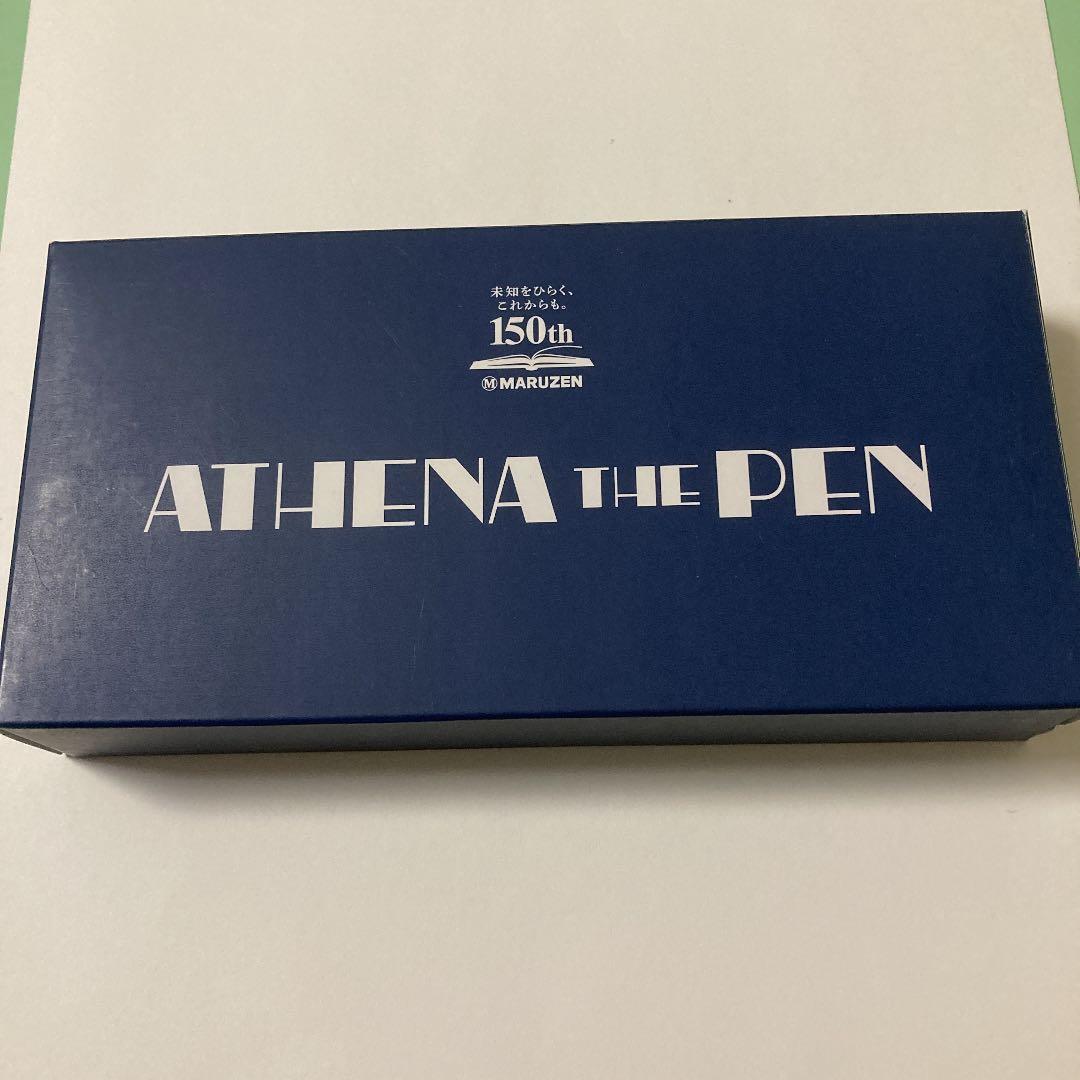 未知をひらく、
これからも。
150th
Ⓜ MARUZEN
ATHENA THE PEN